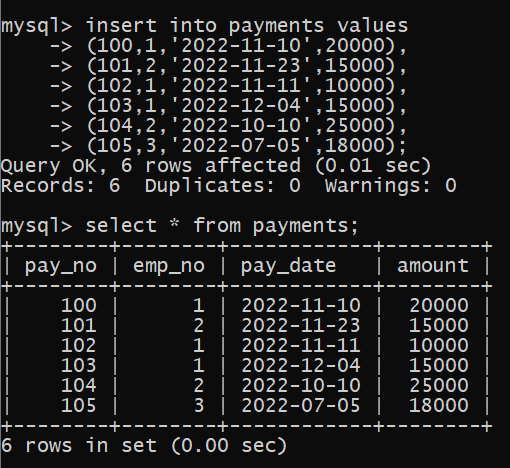 mysql> insert into payments values
    -> (100,1,'2022-11-10',20000),
    -> (101,2,'2022-11-23',15000),
    -> (102,1,'2022-11-11',10000),
    -> (103,1,'2022-12-04',15000),
    -> (104,2,'2022-10-10',25000),
    -> (105,3,'2022-07-05',18000);
Query OK, 6 rows affected (0.01 sec)
Records: 6  Duplicates: 0  Warnings: 0

mysql> select * from payments;
+--------+--------+------------+--------+
| pay_no | emp_no | pay_date   | amount |
+--------+--------+------------+--------+
|    100 |      1 | 2022-11-10 |  20000 |
|    101 |      2 | 2022-11-23 |  15000 |
|    102 |      1 | 2022-11-11 |  10000 |
|    103 |      1 | 2022-12-04 |  15000 |
|    104 |      2 | 2022-10-10 |  25000 |
|    105 |      3 | 2022-07-05 |  18000 |
+--------+--------+------------+--------+
6 rows in set (0.00 sec)